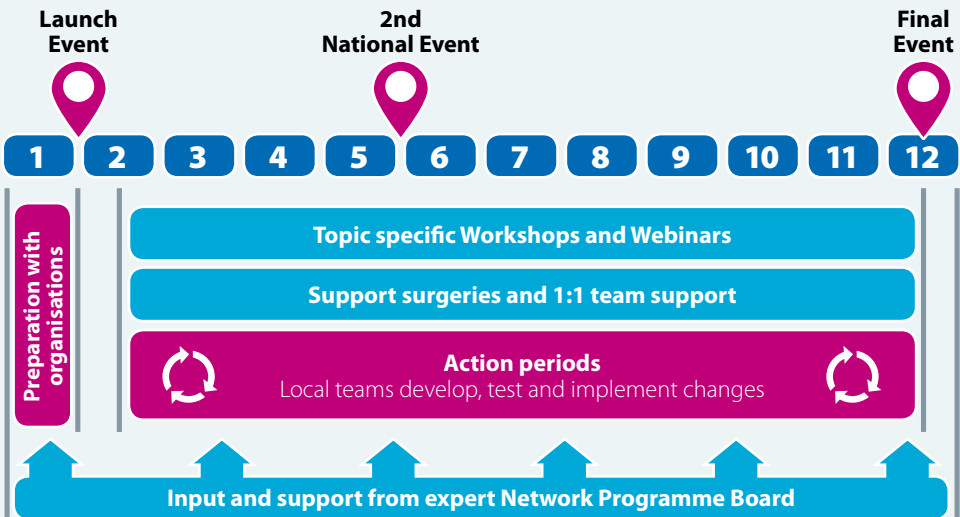 Launch
Event
2nd
National Event
Final
Event
1 2 3 4 5 6 7 8 9 10 11 12
Preparation with
organisations
Topic specific Workshops and Webinars
Support surgeries and 1:1 team support
Action periods
Local teams develop, test and implement changes
Input and support from expert Network Programme Board